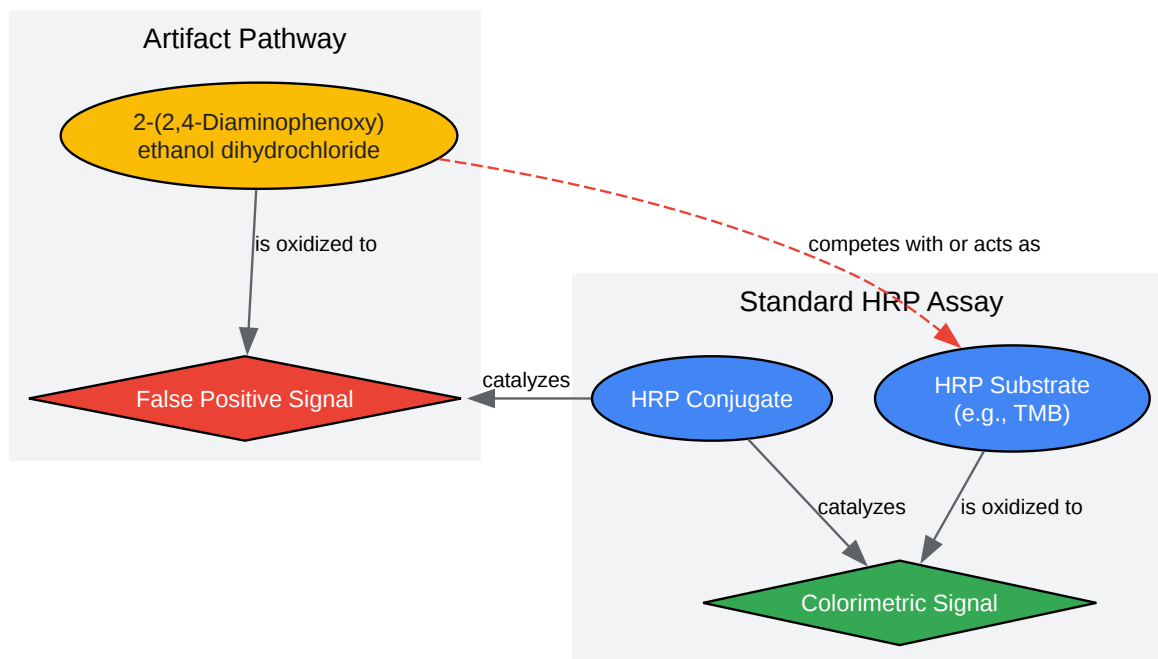 Artifact Pathway
2-(2,4-Diaminophenoxy)
ethanol dihydrochloride
is oxidized to
competes with or acts as
Standard HRP Assay
False Positive Signal
catalyzes
HRP Conjugate
HRP Substrate
(e.g., TMB)
catalyzes
is oxidized to
Colorimetric Signal